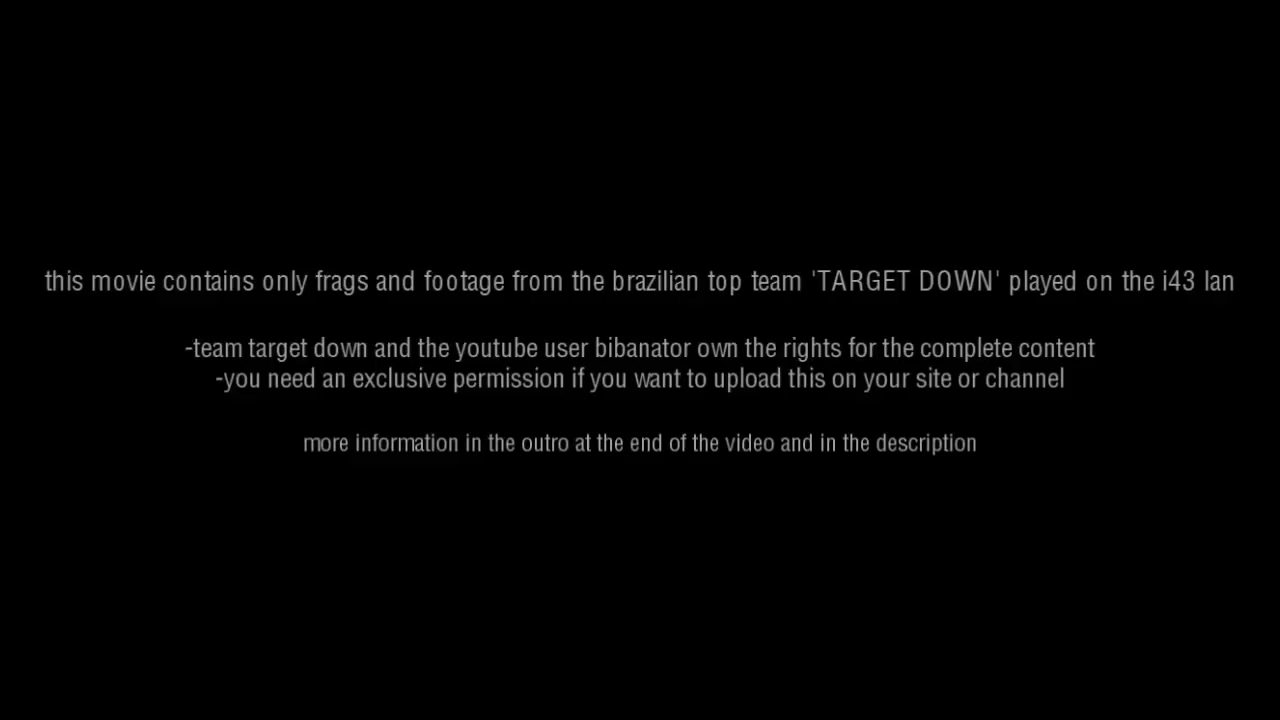 this movie contains only frags and footage from the brazilian top team 'TARGET DOWN' played on the i43 lan
-team target down and the youtube user bibanator own the rights for the complete content
-you need an exclusive permission if you want to upload this on your site or channel
more information in the outro at the end of the video and in the description